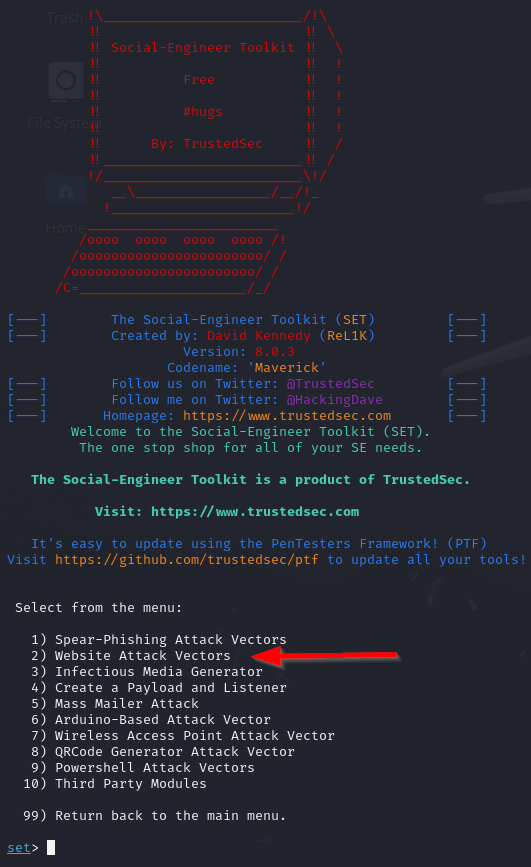 Trash
!\_________________________/!\
!!                         !! \
!! Social-Engineer Toolkit !!  \
!!                         !!  !
!!          Free           !!  !
!!                         !!  !
!!          #hugs          !!  !
!!                         !!  !
File System
!!      By: TrustedSec     !!  /
!!_________________________!! /
!/_________________________\!/
__\_________________/__/!_
!_______________________!/
Home
________________________
/oooo  oooo  oooo  oooo /!
/ooooooooooooooooooooooo/ /
/ooooooooooooooooooooooo/ /
/C=_____________________/_/
[---]        The Social-Engineer Toolkit (SET)         [---]
[---]        Created by: David Kennedy (ReL1K)         [---]
Version: 8.0.3
Codename: 'Maverick'
[---]        Follow us on Twitter: @TrustedSec         [---]
[---]        Follow me on Twitter: @HackingDave        [---]
[---]       Homepage: https://www.trustedsec.com       [---]
Welcome to the Social-Engineer Toolkit (SET).
The one stop shop for all of your SE needs.
The Social-Engineer Toolkit is a product of TrustedSec.
Visit: https://www.trustedsec.com
It's easy to update using the PenTesters Framework! (PTF)
Visit https://github.com/trustedsec/ptf to update all your tools!
Select from the menu:
1) Spear-Phishing Attack Vectors
2) Website Attack Vectors
3) Infectious Media Generator
4) Create a Payload and Listener
5) Mass Mailer Attack
6) Arduino-Based Attack Vector
7) Wireless Access Point Attack Vector
8) QRCode Generator Attack Vector
9) Powershell Attack Vectors
10) Third Party Modules
99) Return back to the main menu.
set>